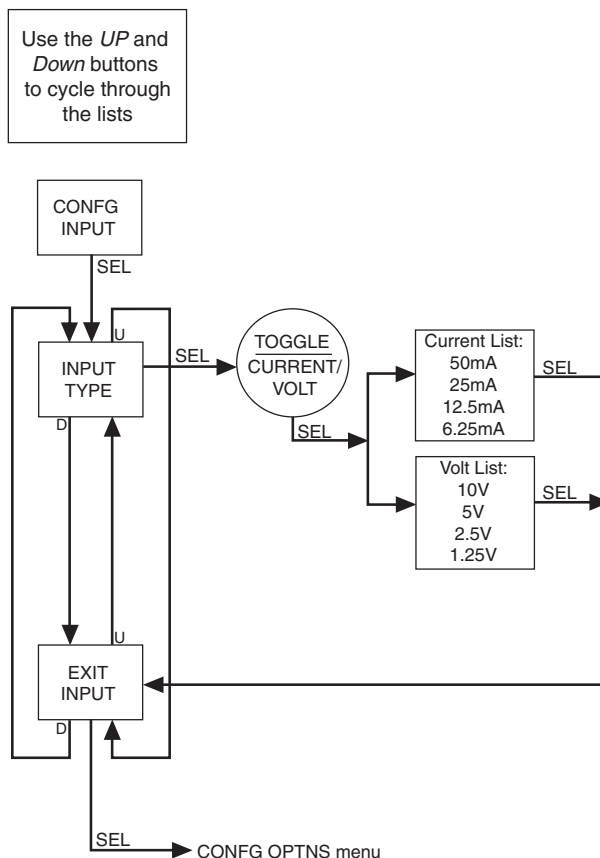 Use the UP and
Down buttons
to cycle through
the lists
CONFG
INPUT
SEL
U
INPUT
TYPE
D
SEL
TOGGLE
CURRENT/
VOLT
SEL
Current List:
50mA
25mA
12.5mA
6.25mA
SEL
Volt List:
10V
5V
2.5V
1.25V
SEL
U
EXIT
INPUT
D
SEL
CONFG OPTNS menu